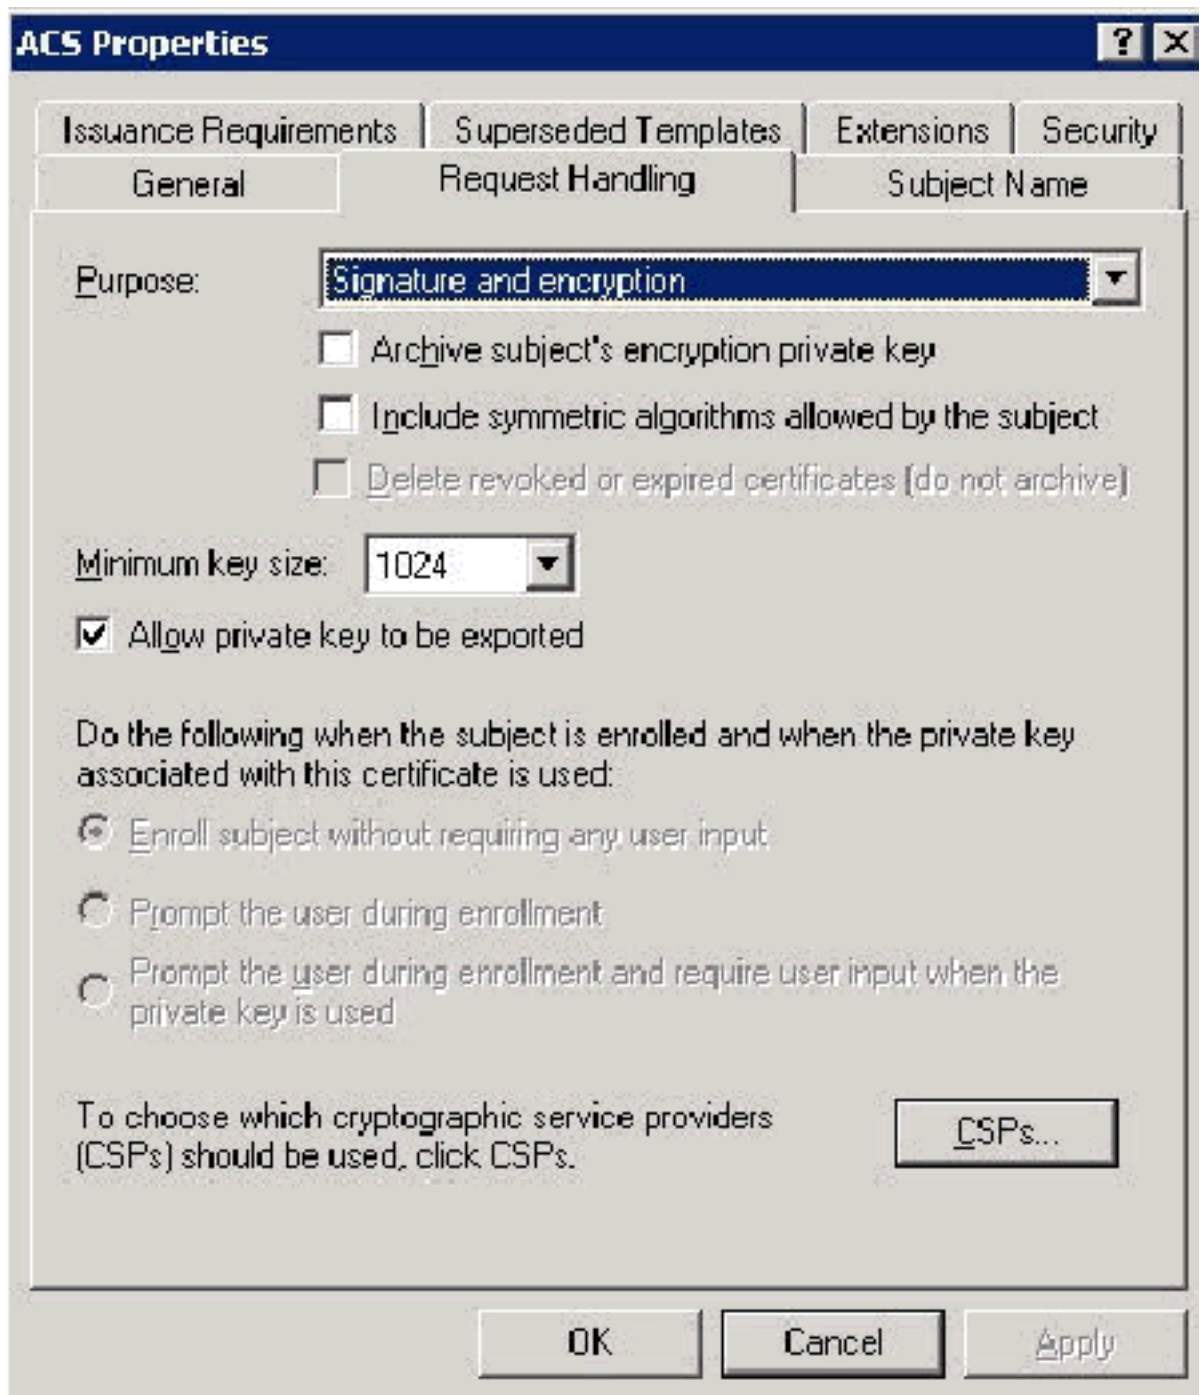 ACS Properties
Issuance Requirements
Superseded Templates
Extensions
Security
General
Request Handling
Subject Name
Purpose:
Signature and encryption
Archive subject's encryption private key
Include symmetric algorithms allowed by the subject
Delete revoked or expired certificates (do not archive)
Minimum key size:
1024
Allow private key to be exported
Do the following when the subject is enrolled and when the private key
associated with this certificate is used:
Enroll subject without requiring any user input
Prompt the user during enrollment
Prompt the user during enrollment and require user input when the
private key is used
To choose which cryptographic service providers
(CSPs) should be used, click CSPs.
CSPs...
OK
Cancel
Apply